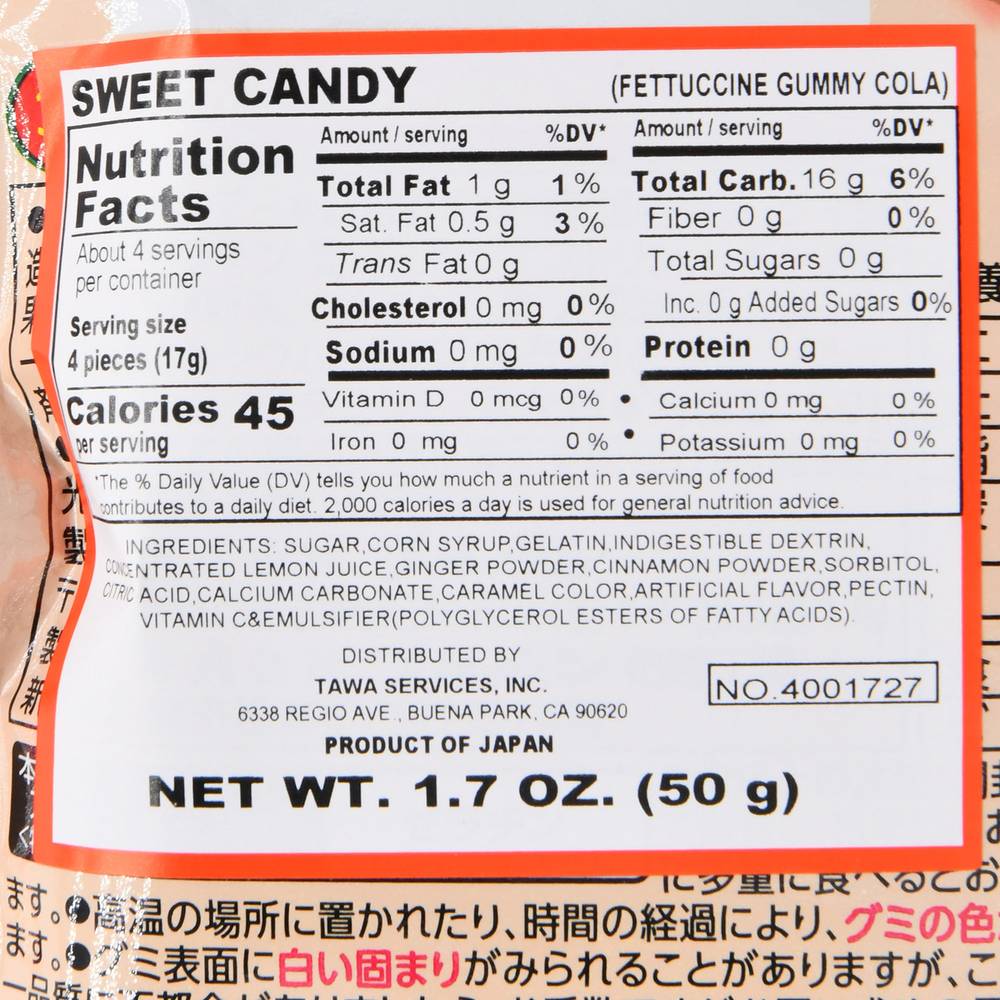 SWEET CANDY (FETTUCCINE GUMMY COLA)
Nutrition
Facts
About 4 servings
per container
Serving size
4 pieces (17g)
Calories 45
per serving
Amount / serving %DV*
Total Fat 1 g 1%
Sat. Fat 0.5 g 3%
Trans Fat 0 g
Cholesterol 0 mg 0%
Sodium 0 mg 0%
Amount / serving %DV*
Total Carb. 16 g 6%
Fiber 0 g 0%
Total Sugars 0 g
Inc. 0 g Added Sugars 0%
Protein 0 g
Vitamin D 0 mcg 0% • Calcium 0 mg 0%
Iron 0 mg 0% • Potassium 0 mg 0%
*The % Daily Value (DV) tells you how much a nutrient in a serving of food
contributes to a daily diet. 2,000 calories a day is used for general nutrition advice.
INGREDIENTS: SUGAR,CORN SYRUP,GELATIN,INDIGESTIBLE DEXTRIN,
CONCENTRATED LEMON JUICE,GINGER POWDER,CINNAMON POWDER,SORBITOL,
CITRIC ACID,CALCIUM CARBONATE,CARAMEL COLOR,ARTIFICIAL FLAVOR,PECTIN,
VITAMIN C&EMULSIFIER(POLYGLYCEROL ESTERS OF FATTY ACIDS).
DISTRIBUTED BY
TAWA SERVICES, INC.
6338 REGIO AVE., BUENA PARK, CA 90620
PRODUCT OF JAPAN
NO.4001727
NET WT. 1.7 OZ. (50 g)
に多量に食べるとお
ます。●高温の場所に置かれたり、時間の経過により、グミの色
ます。●グミ表面に白い固まりがみられることがありますが、こ